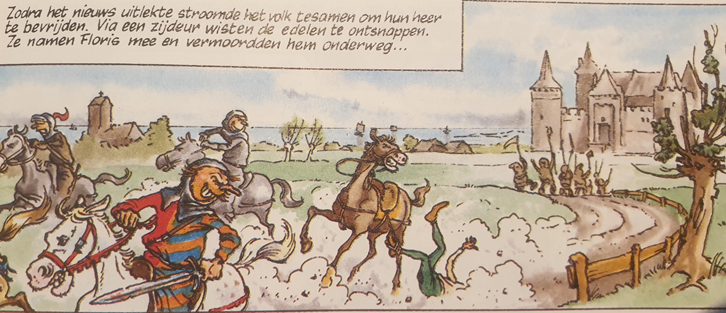 Zodra het nieuws uitlekte stroomde het volk tesamen om hun heer
te bevrijden. Via een zijdeur wisten de edelen te ontsnappen.
Ze namen Floris mee en vermoordden hem onderweg...